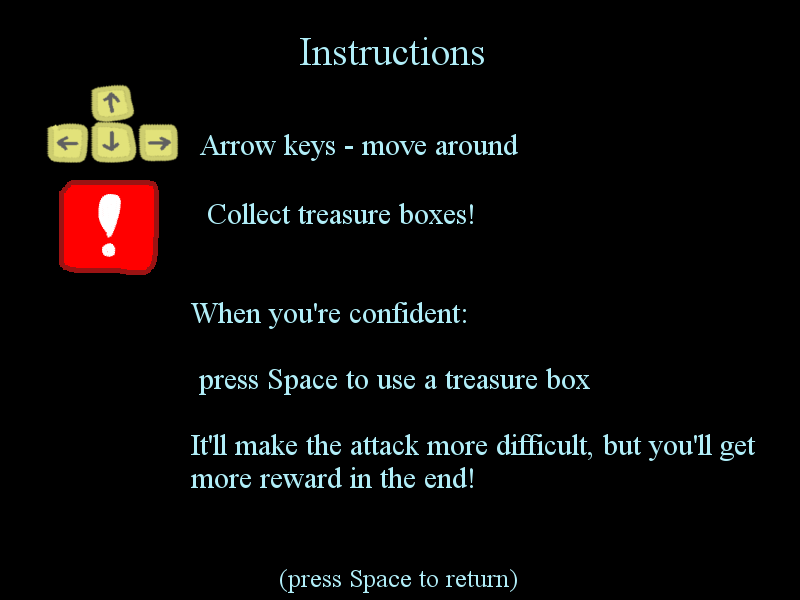 Instructions
Arrow keys - move around
Collect treasure boxes!
When you're confident:
press Space to use a treasure box
It'll make the attack more difficult, but you'll get
more reward in the end!
(press Space to return)